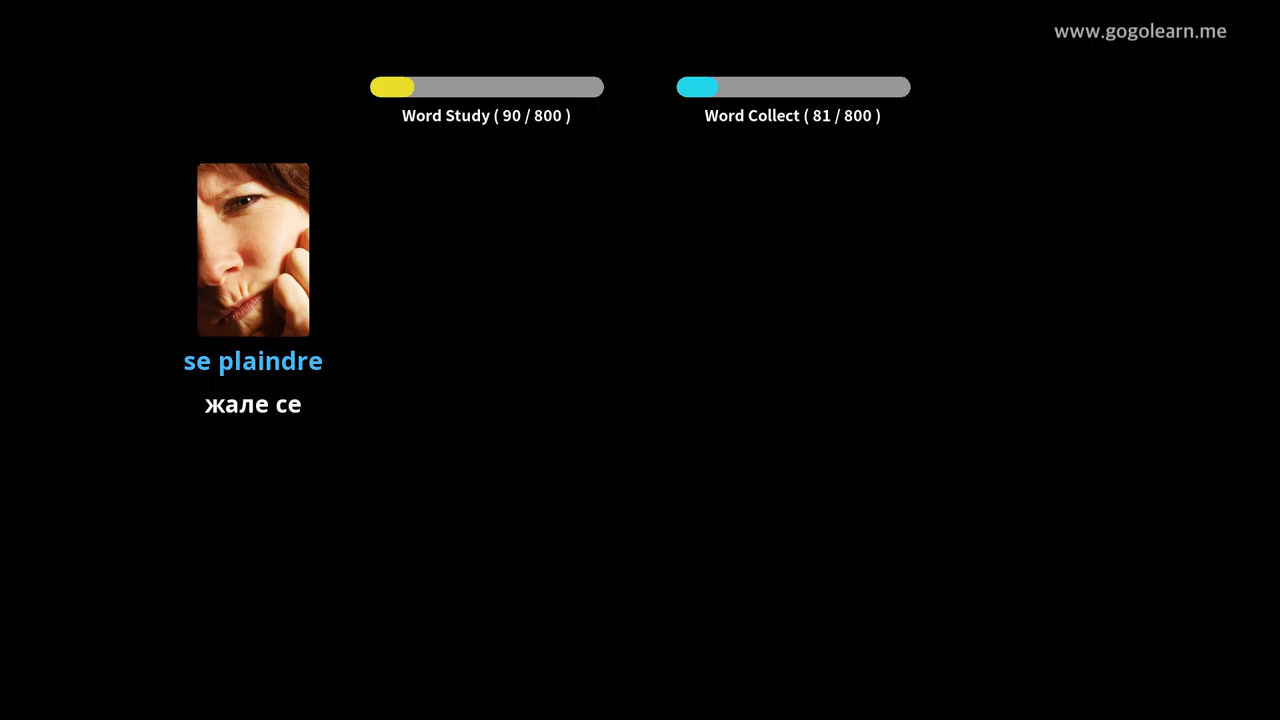 www.gogolearn.me
Word Study ( 90 / 800 )
Word Collect ( 81 / 800 )
se plaindre
жале се